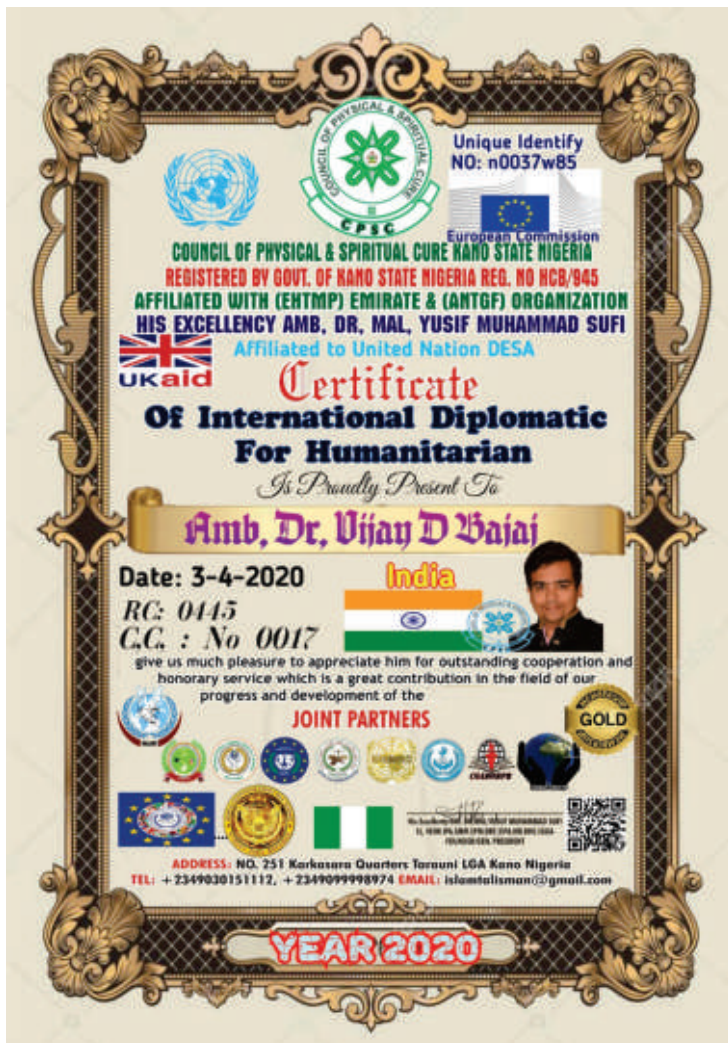 COUNCIL OF PHYSICAL & SPIRITUAL CURE
CPSC
Unique Identify
NO: n0037w85
European Commission
COUNCIL OF PHYSICAL & SPIRITUAL CURE KANO STATE NIGERIA
REGISTERED BY GOVT. OF KANO STATE NIGERIA REG. NO HCB/945
AFFILIATED WITH (EHTMP) EMIRATE & (ANTGF) ORGANIZATION
HIS EXCELLENCY AMB, DR, MAL, YUSIF MUHAMMAD SUFI
Affiliated to United Nation DESA
UKaid
Certificate
Of International Diplomatic
For Humanitarian
Is Proudly Present To
Amb, Dr, Vijay D Bajaj
Date: 3-4-2020
India
RC: 0445
C.C. : No 0017
give us much pleasure to appreciate him for outstanding cooperation and
honorary service which is a great contribution in the field of our
progress and development of the
JOINT PARTNERS
GOLD
ADDRESS: NO. 251 Karkasara Quarters Tarauni LGA Kano Nigeria
TEL: +2349030151112, +2349099998974 EMAIL: islamtalisman@gmail.com
YEAR 2020